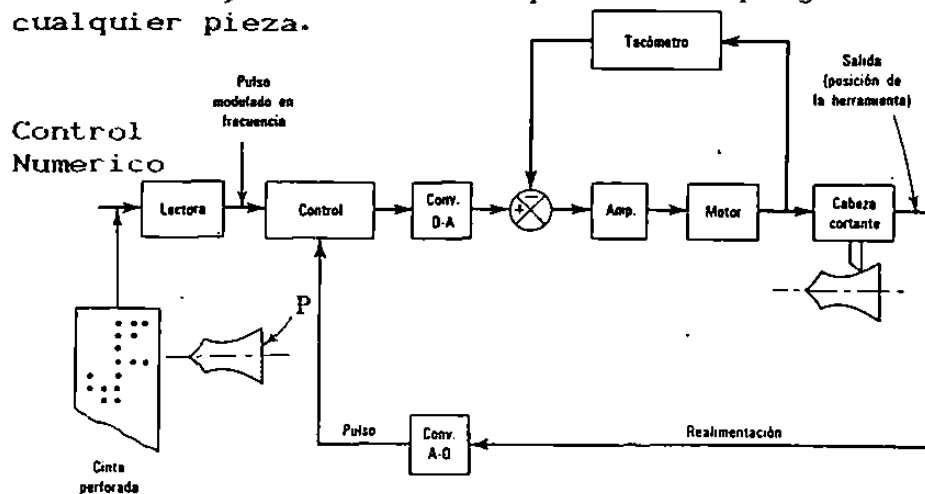 cualquier pieza.
Tacómetro
Salida
(posición de
la herramienta)
Pulso
modulado en
frecuencia
Control
Numerico
Lectora
Control
Conv.
D-A
+
−
Amp.
Motor
Cabeza
cortante
P
Pulso
Conv.
A-D
Realimentación
Cinta
perforada